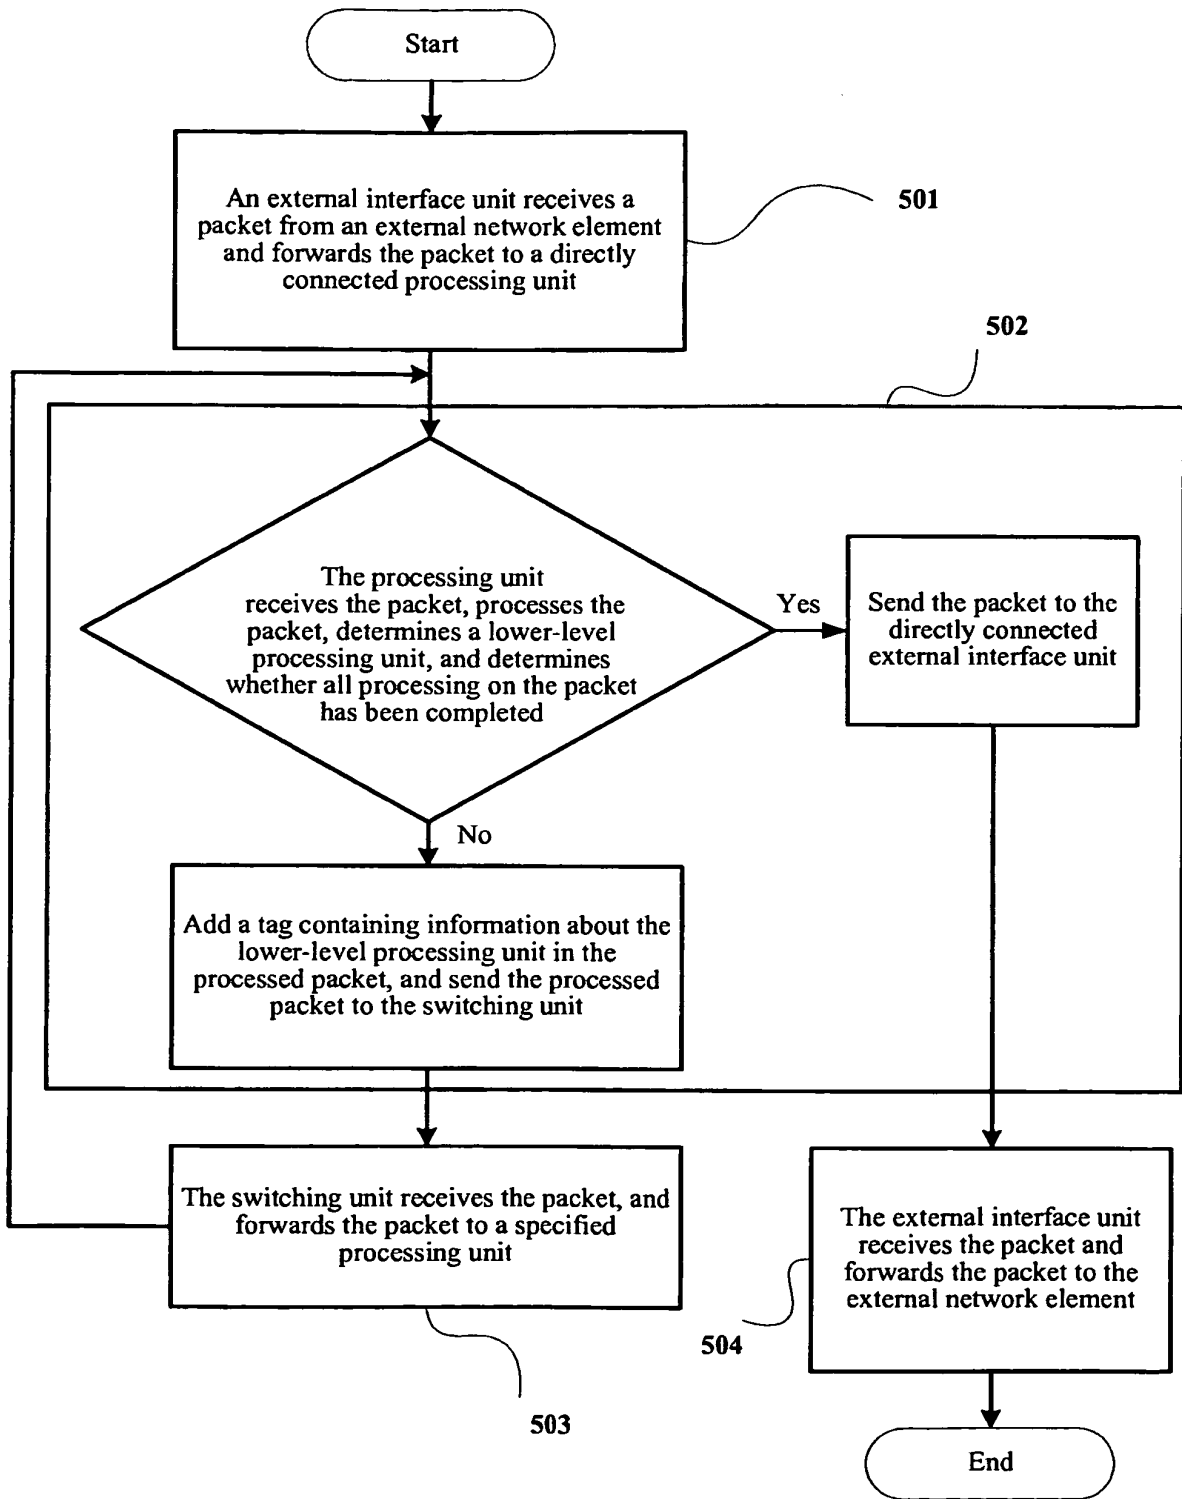 Start
An external interface unit receives a
packet from an external network element
and forwards the packet to a directly
connected processing unit
501
502
The processing unit
receives the packet, processes the
packet, determines a lower-level
processing unit, and determines
whether all processing on the packet
has been completed
Yes
Send the packet to the
directly connected
external interface unit
No
Add a tag containing information about the
lower-level processing unit in the
processed packet, and send the processed
packet to the switching unit
The switching unit receives the packet, and
forwards the packet to a specified
processing unit
503
The external interface unit
receives the packet and
forwards the packet to the
external network element
504
End